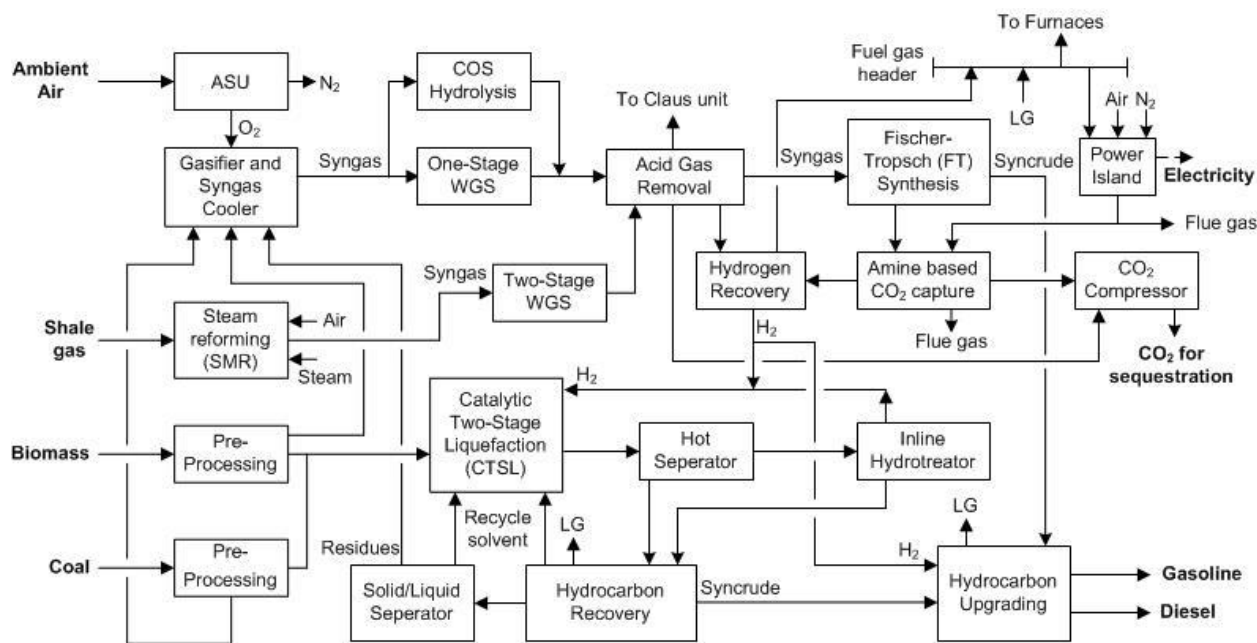 To Furnaces
Fuel gas
header
Ambient
Air
ASU
N2
COS
Hydrolysis
To Claus unit
LG
Air
N2
O2
Gasifier and
Syngas
Cooler
Syngas
One-Stage
WGS
Acid Gas
Removal
Syngas
Fischer-
Tropsch (FT)
Synthesis
Syncrude
Power
Island
Electricity
Flue gas
Syngas
Two-Stage
WGS
Hydrogen
Recovery
Amine based
CO2 capture
CO2
Compressor
Shale
gas
Steam
reforming
(SMR)
Air
Steam
H2
Flue gas
CO2 for
sequestration
H2
Catalytic
Two-Stage
Liquefaction
(CTSL)
Hot
Seperator
Inline
Hydrotreator
Biomass
Pre-
Processing
Recycle
solvent
LG
LG
Coal
Pre-
Processing
Residues
Solid/Liquid
Seperator
Hydrocarbon
Recovery
Syncrude
H2
Hydrocarbon
Upgrading
Gasoline
Diesel